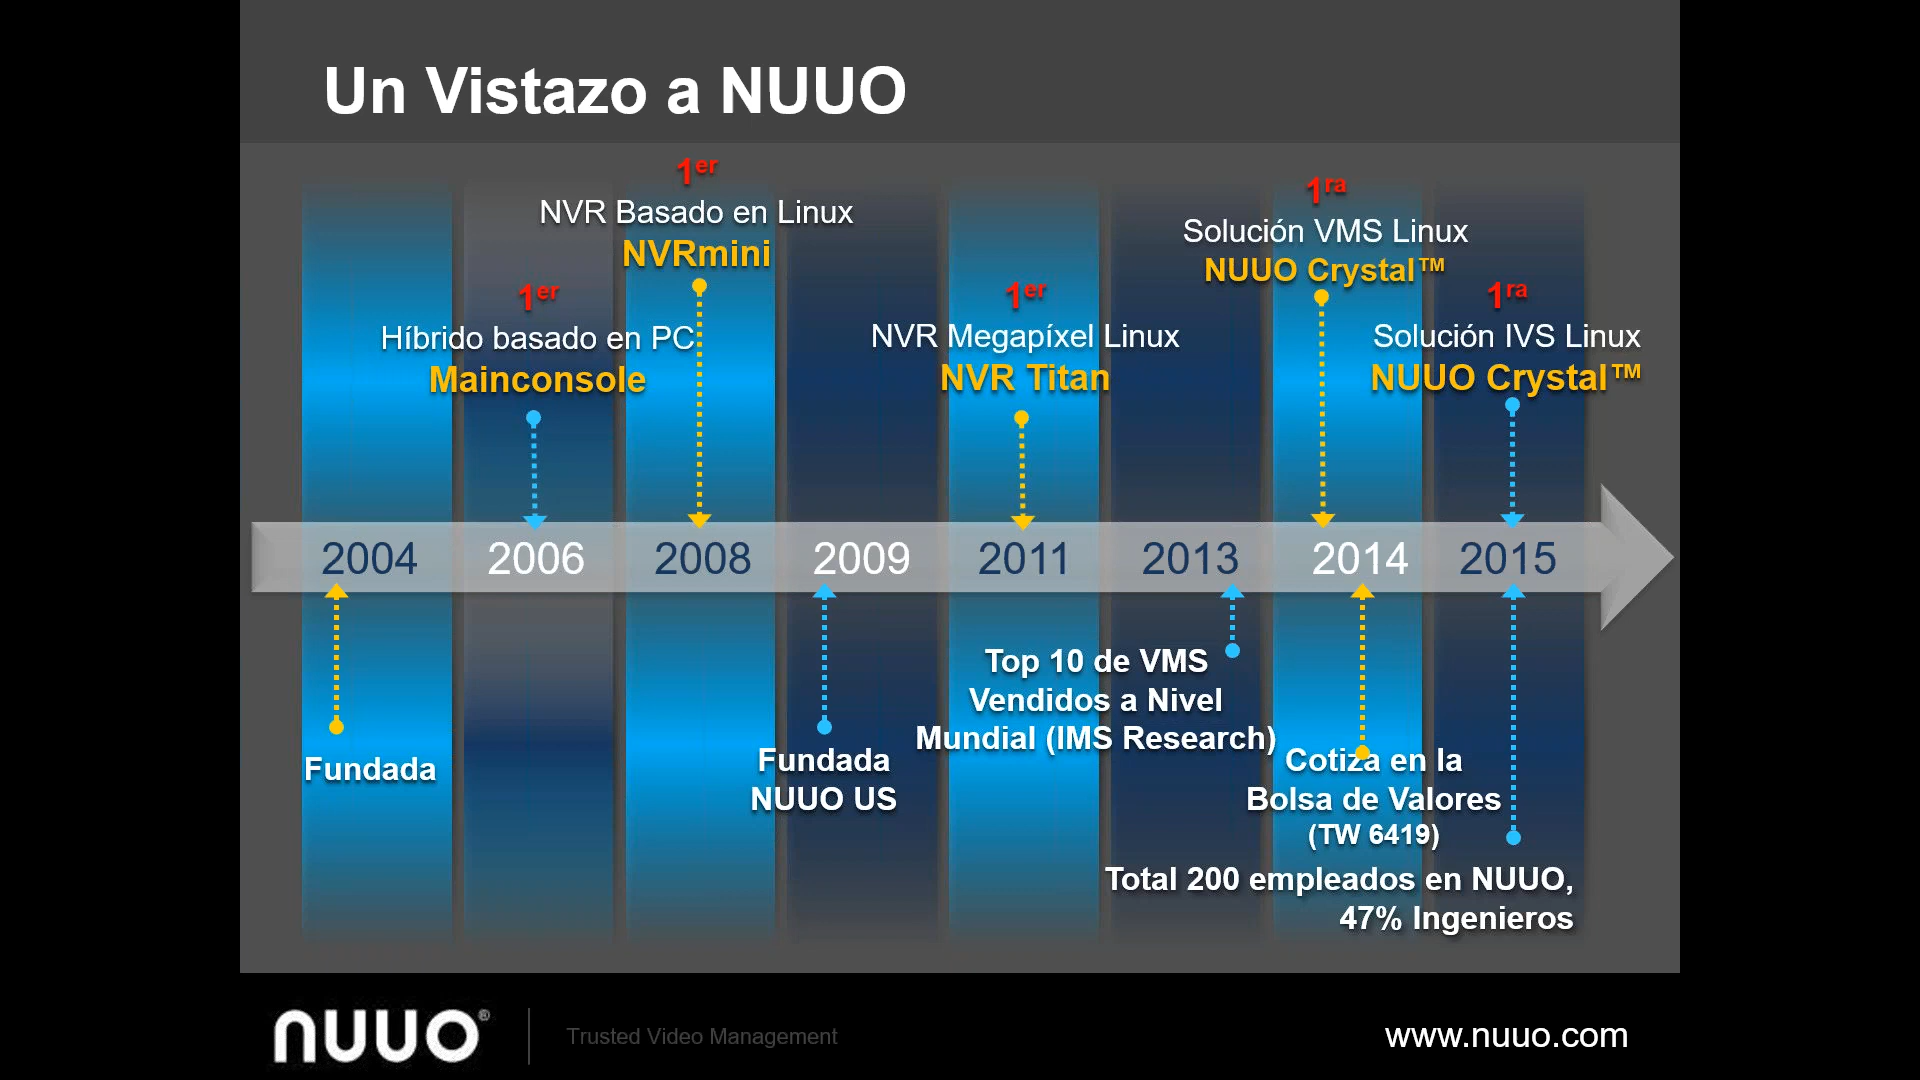 Un Vistazo a NUUO
1er
NVR Basado en Linux
NVRmini
1ra
Solución VMS Linux
NUUO Crystal™
1er
Híbrido basado en PC
Mainconsole
1er
NVR Megapíxel Linux
NVR Titan
1ra
Solución IVS Linux
NUUO Crystal™
2004 2006 2008 2009 2011 2013 2014 2015
Fundada
Fundada
NUUO US
Top 10 de VMS
Vendidos a Nivel
Mundial (IMS Research)
Cotiza en la
Bolsa de Valores
(TW 6419)
Total 200 empleados en NUUO,
47% Ingenieros
nuuo®
Trusted Video Management
www.nuuo.com